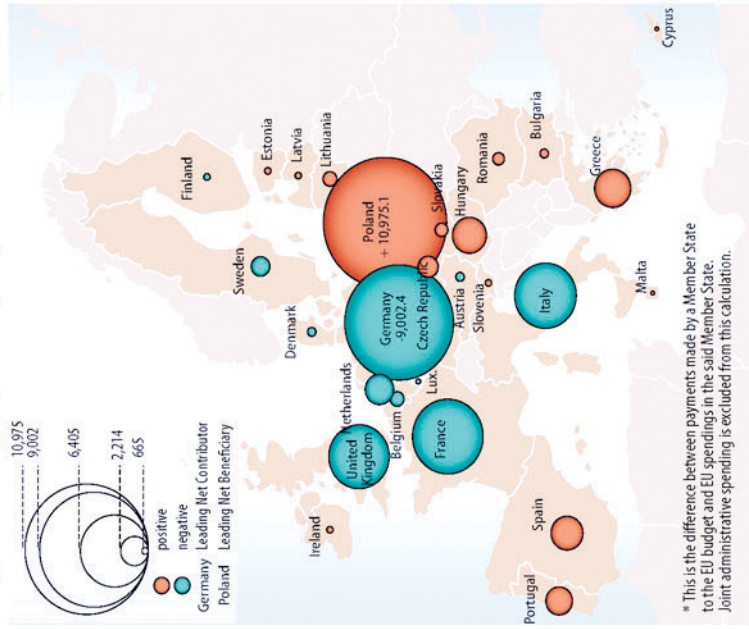 10,975
9,002
6,405
2,214
665
positive
negative
Germany Leading Net Contributor
Poland Leading Net Beneficiary
Finland
Sweden
Estonia
Latvia
Lithuania
Denmark
Ireland
United
Kingdom
Netherlands
Belgium
Lux.
Germany
-9,002.4
Poland
+ 10,975.1
Czech Republic
Slovakia
Austria
Hungary
Slovenia
Romania
Bulgaria
France
Italy
Greece
Spain
Portugal
Malta
Cyprus
* This is the difference between payments made by a Member State
to the EU budget and EU spendings in the said Member State.
Joint administrative spending is excluded from this calculation.